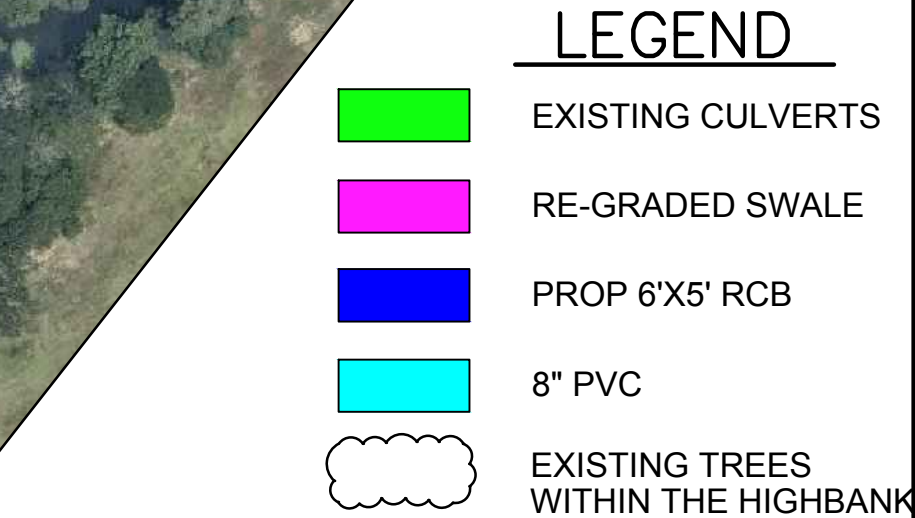 LEGEND
EXISTING CULVERTS
RE-GRADED SWALE
PROP 6'X5' RCB
8" PVC
EXISTING TREES
WITHIN THE HIGHBANK